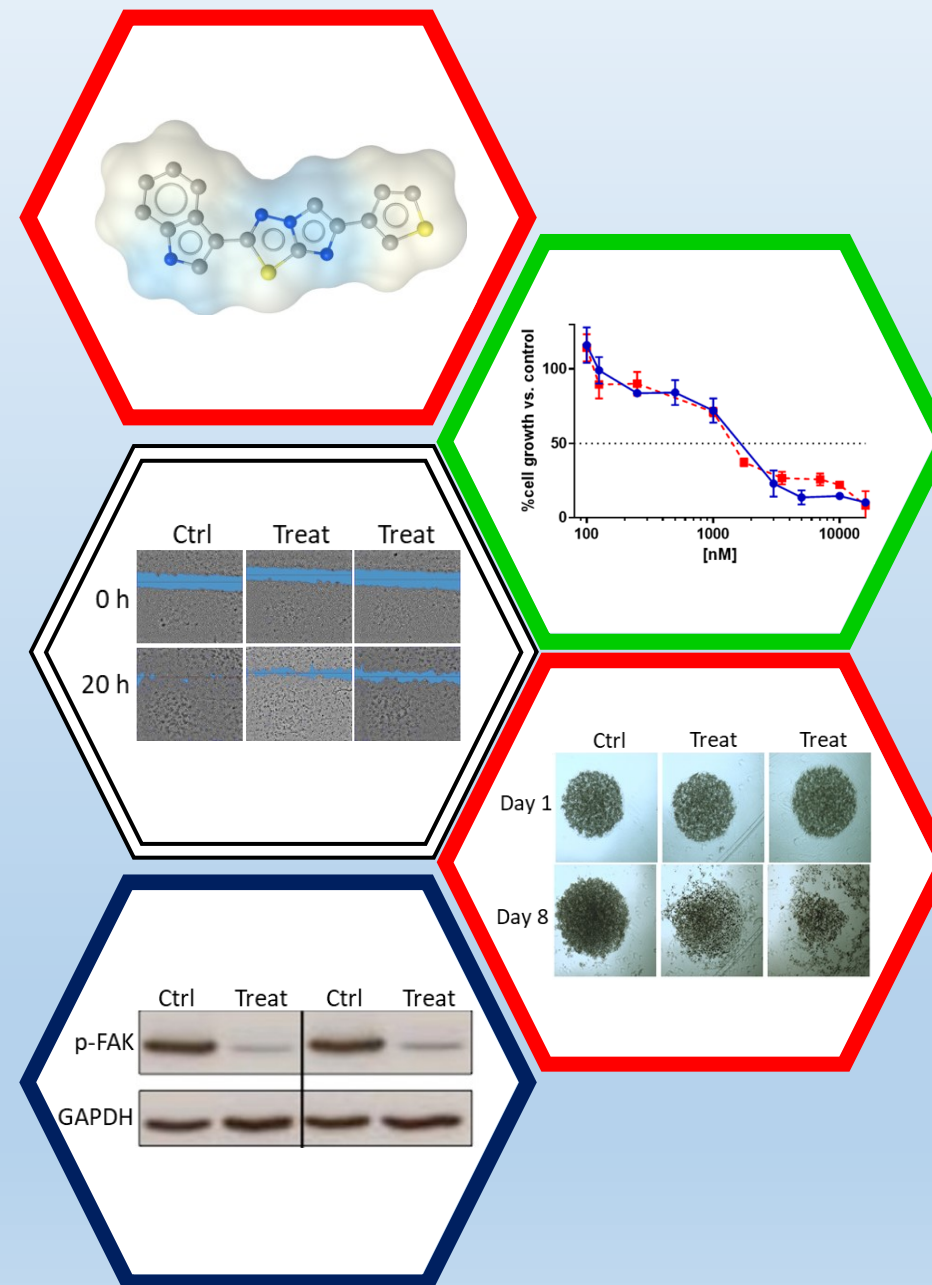 %cell growth vs. control
100
50
0
100 1000 10000
[nM]
Ctrl Treat Treat
0 h
20 h
Ctrl Treat Treat
Day 1
Day 8
Ctrl Treat Ctrl Treat
p-FAK
GAPDH